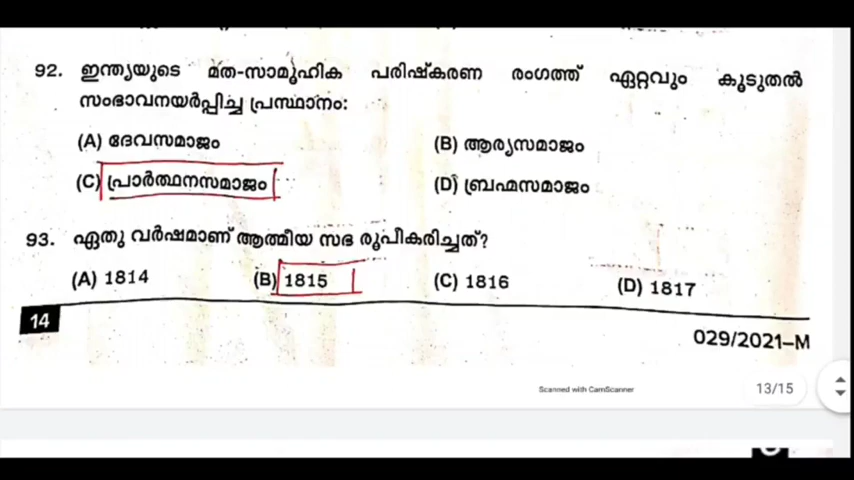 92. ഇന്ത്യയുടെ മത-സാമൂഹിക പരിഷ്കരണ രംഗത്ത് ഏറ്റവും കൂടുതൽ
സംഭാവനയർപ്പിച്ച പ്രസ്ഥാനം:
(A) ദേവസമാജം (B) ആര്യസമാജം
(C) പ്രാർത്ഥനസമാജം (D) ബ്രഹ്മസമാജം
93. ഏതു വർഷമാണ് ആത്മീയ സഭ രൂപീകരിച്ചത്?
(A) 1814 (B) 1815 (C) 1816 (D) 1817
14
029/2021–M
Scanned with CamScanner
13/15